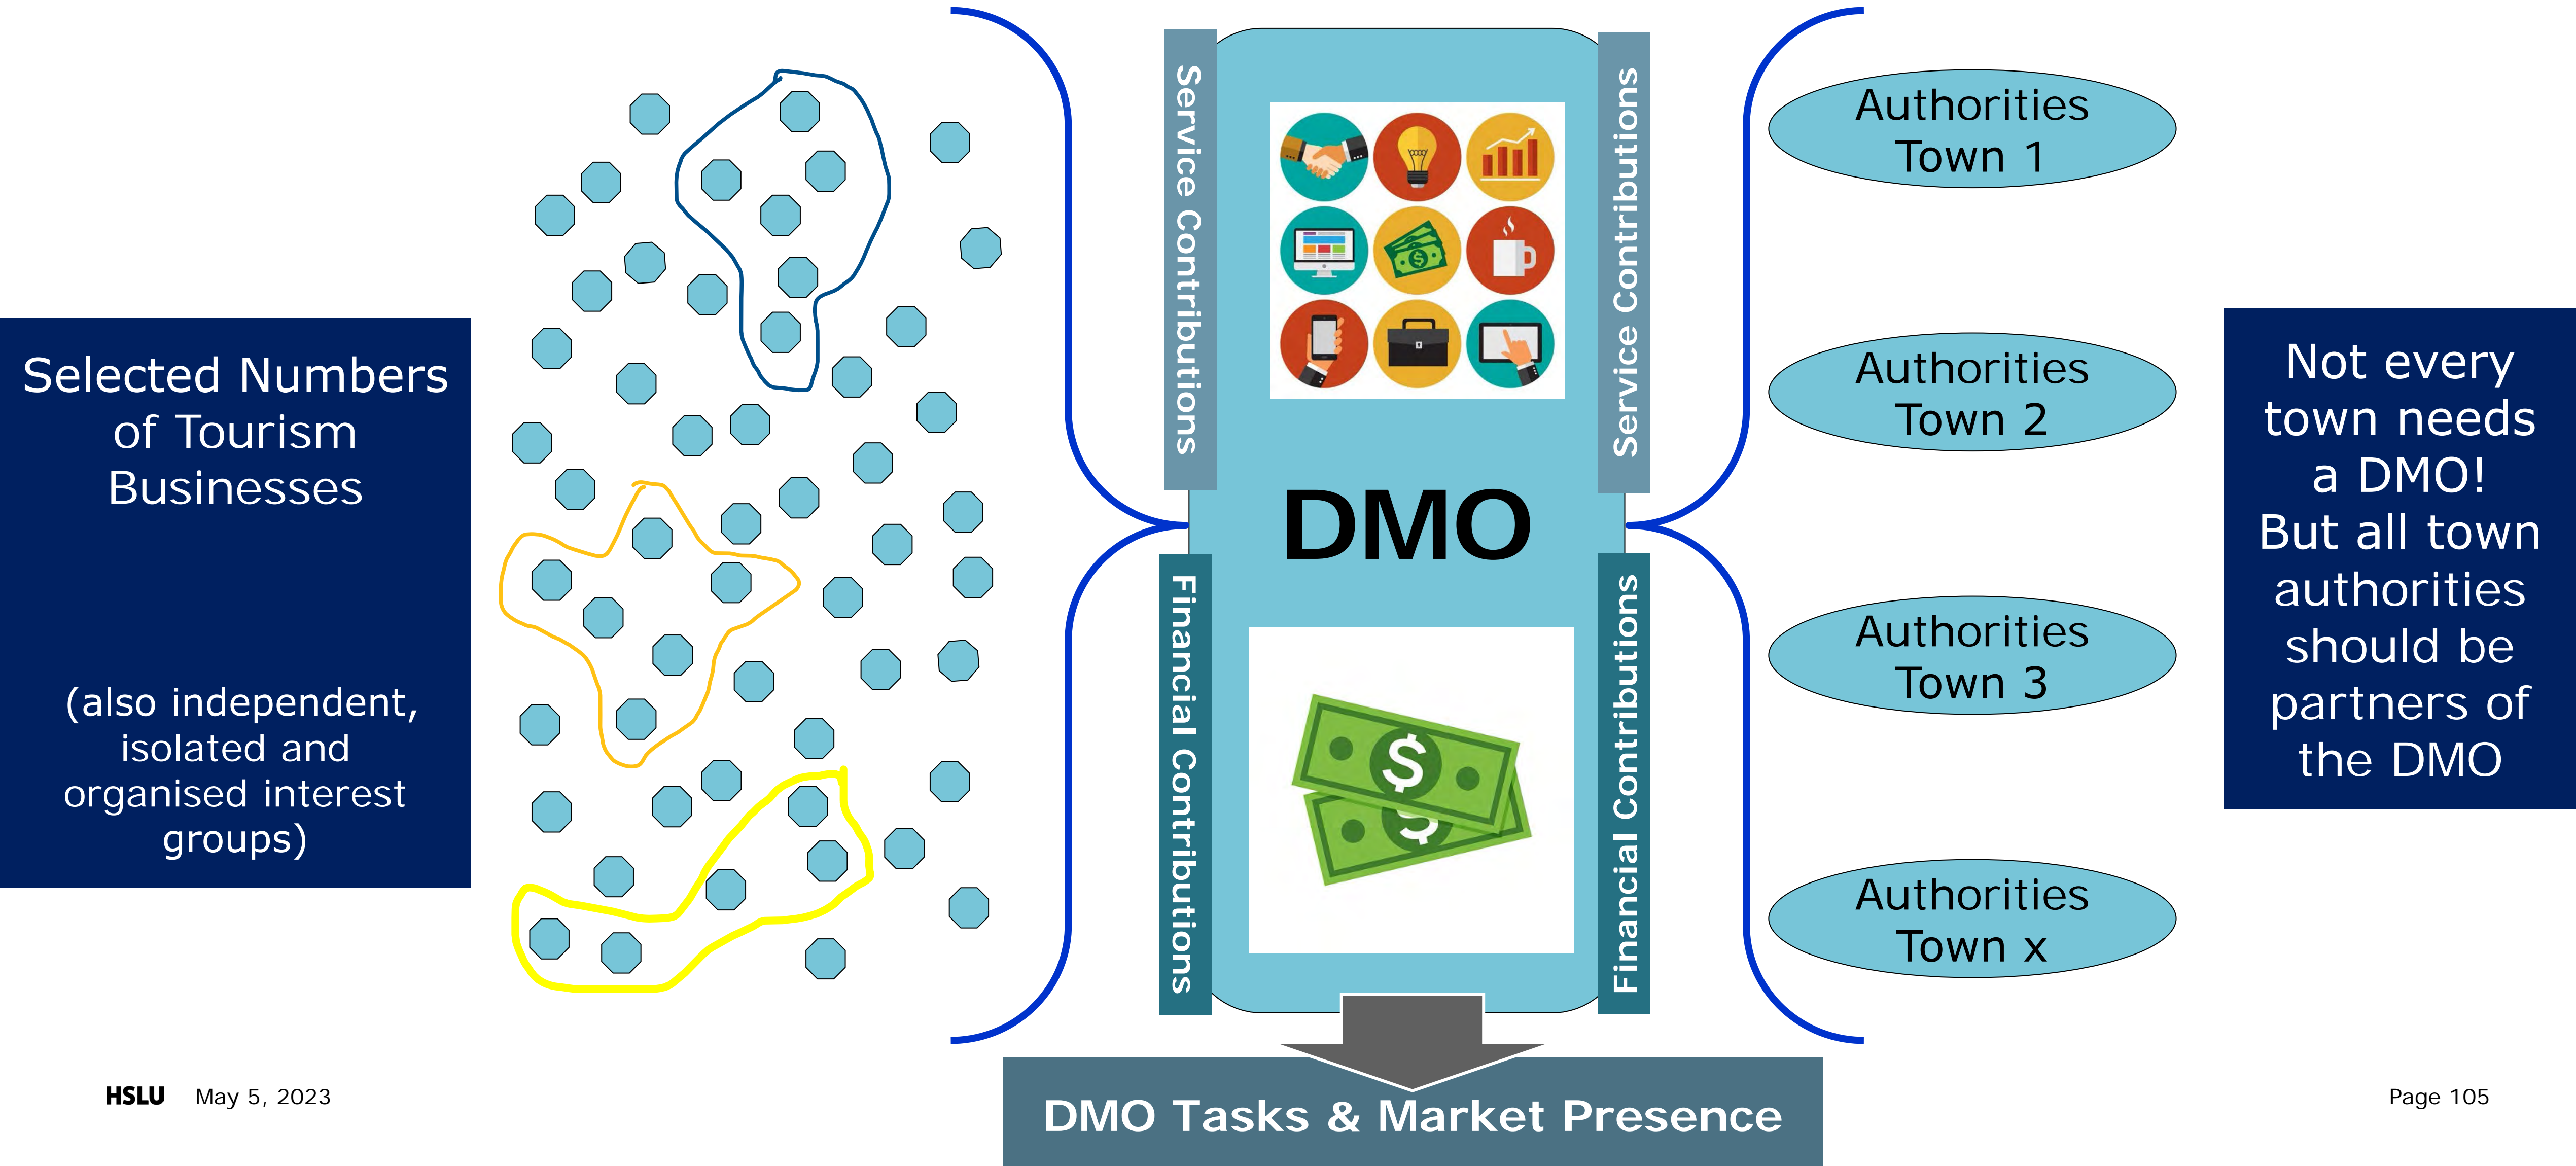 Selected Numbers
of Tourism
Businesses
(also independent,
isolated and
organised interest
groups)
Service Contributions
Financial Contributions
DMO
$
$
$
Service Contributions
Financial Contributions
Authorities
Town 1
Authorities
Town 2
Authorities
Town 3
Authorities
Town x
Not every
town needs
a DMO!
But all town
authorities
should be
partners of
the DMO
DMO Tasks & Market Presence
HSLU May 5, 2023
Page 105